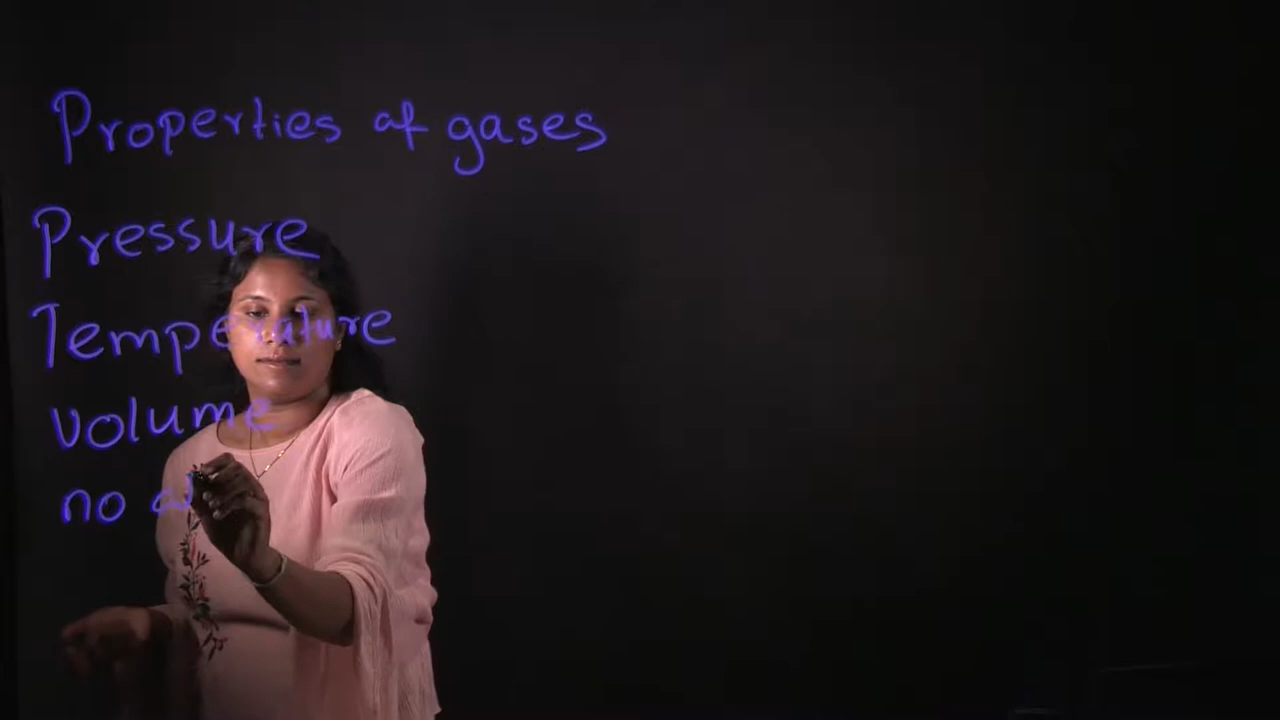 Properties of gases
Pressure
Temperature
Volume
no